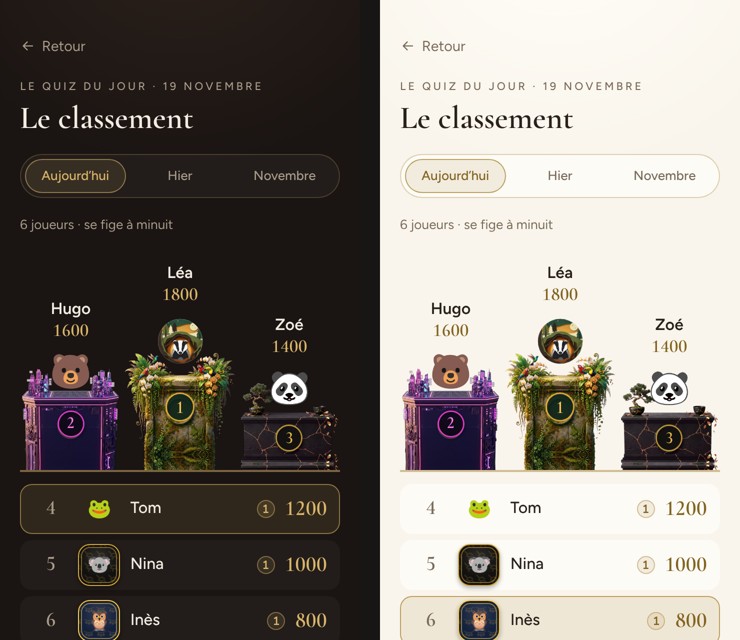 ← Retour
LE QUIZ DU JOUR · 19 NOVEMBRE
Le classement
Aujourd'hui Hier Novembre
6 joueurs · se fige à minuit
Léa
1800
Hugo
1600
Zoé
1400
2
1
3
4 Tom 1 1200
5 Nina 1 1000
6 Inès 1 800
← Retour
LE QUIZ DU JOUR · 19 NOVEMBRE
Le classement
Aujourd'hui Hier Novembre
6 joueurs · se fige à minuit
Léa
1800
Hugo
1600
Zoé
1400
2
1
3
4 Tom 1 1200
5 Nina 1 1000
6 Inès 1 800